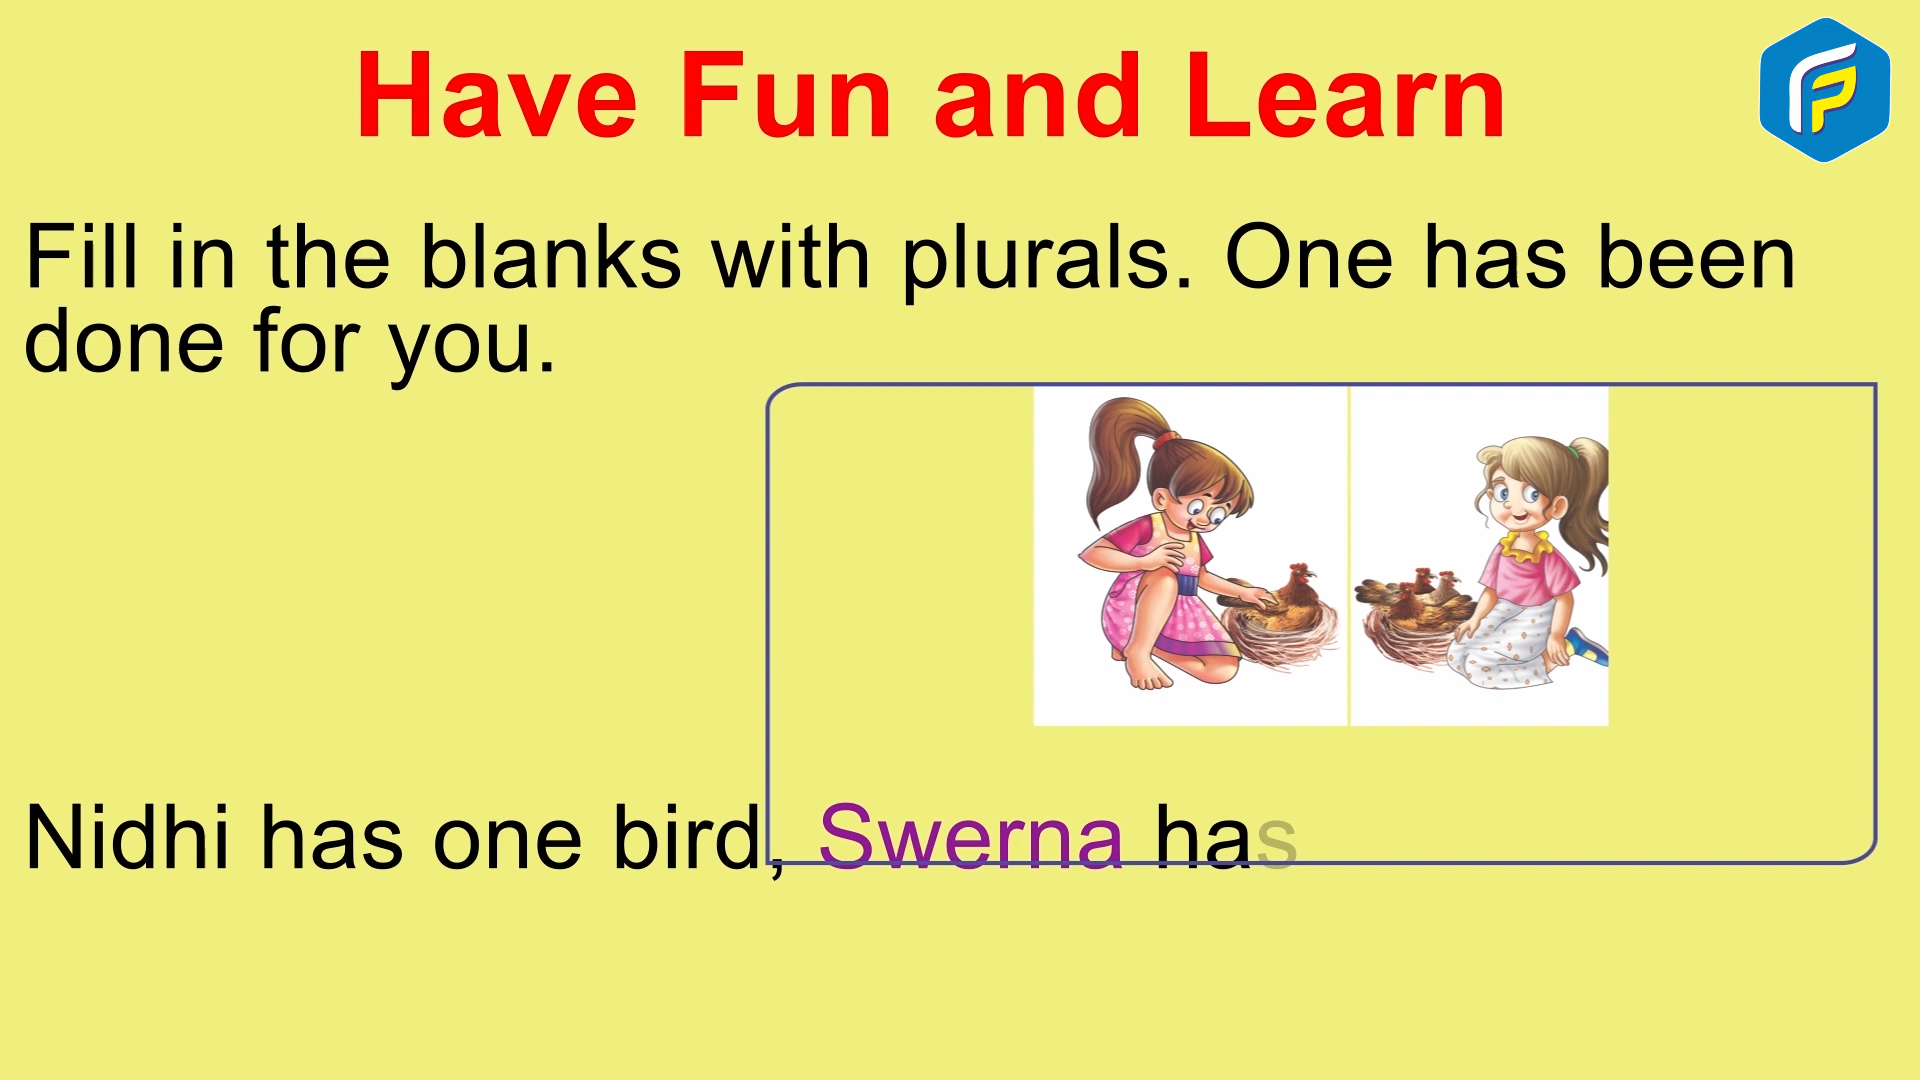 Have Fun and Learn
Fill in the blanks with plurals. One has been
done for you.
Nidhi has one bird, Swerna has